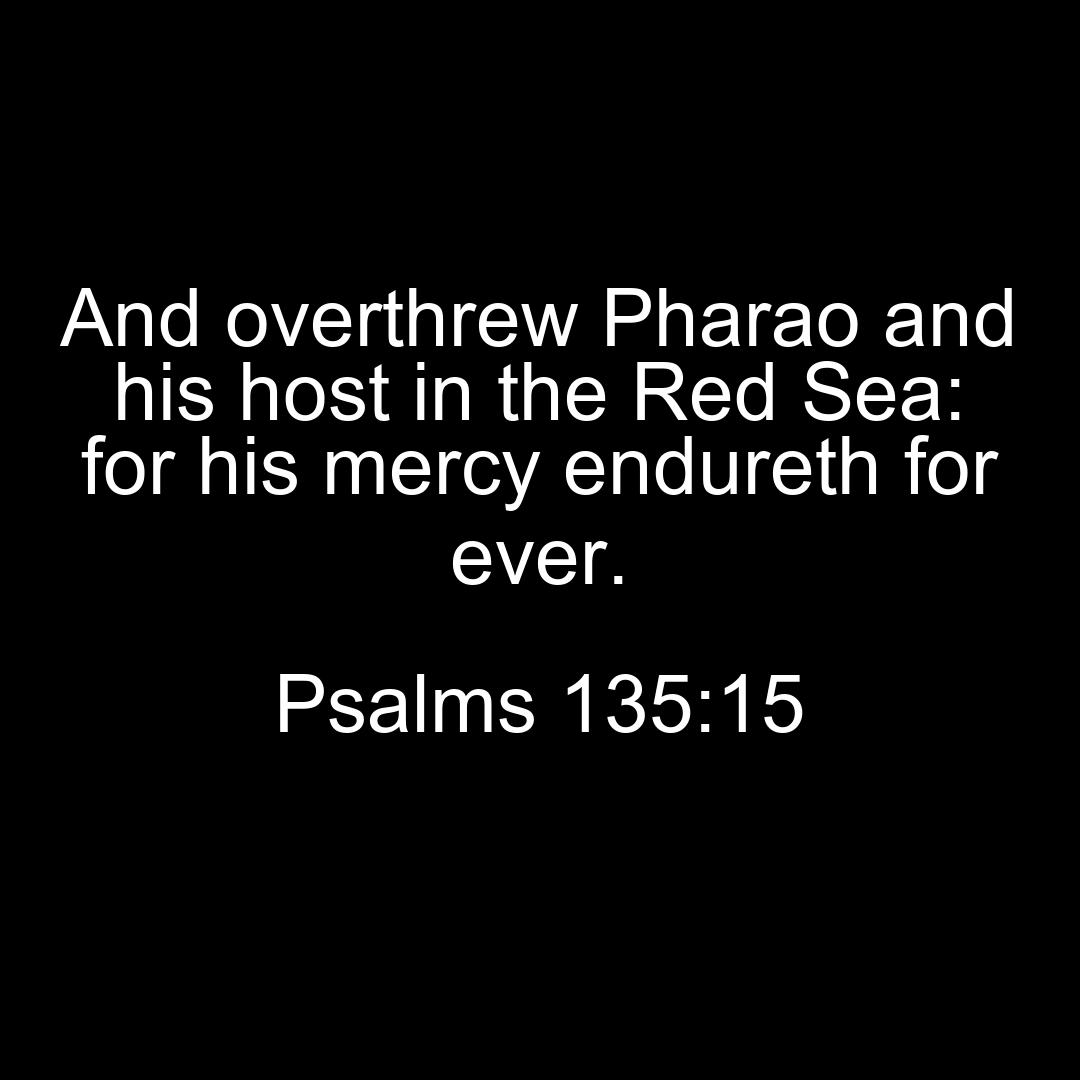 And overthrew Pharao and
his host in the Red Sea:
for his mercy endureth for
ever.
Psalms 135:15